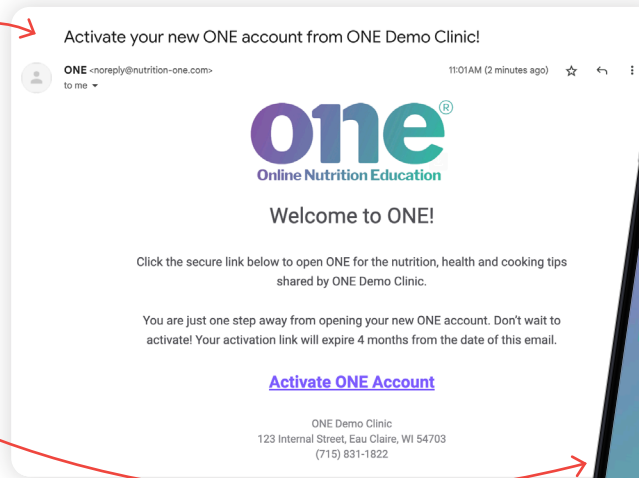 Activate your new ONE account from ONE Demo Clinic!
ONE <noreply@nutrition-one.com>
11:01 AM (2 minutes ago)
to me
one®
Online Nutrition Education
Welcome to ONE!
Click the secure link below to open ONE for the nutrition, health and cooking tips
shared by ONE Demo Clinic.
You are just one step away from opening your new ONE account. Don't wait to
activate! Your activation link will expire 4 months from the date of this email.
Activate ONE Account
ONE Demo Clinic
123 Internal Street, Eau Claire, WI 54703
(715) 831-1822